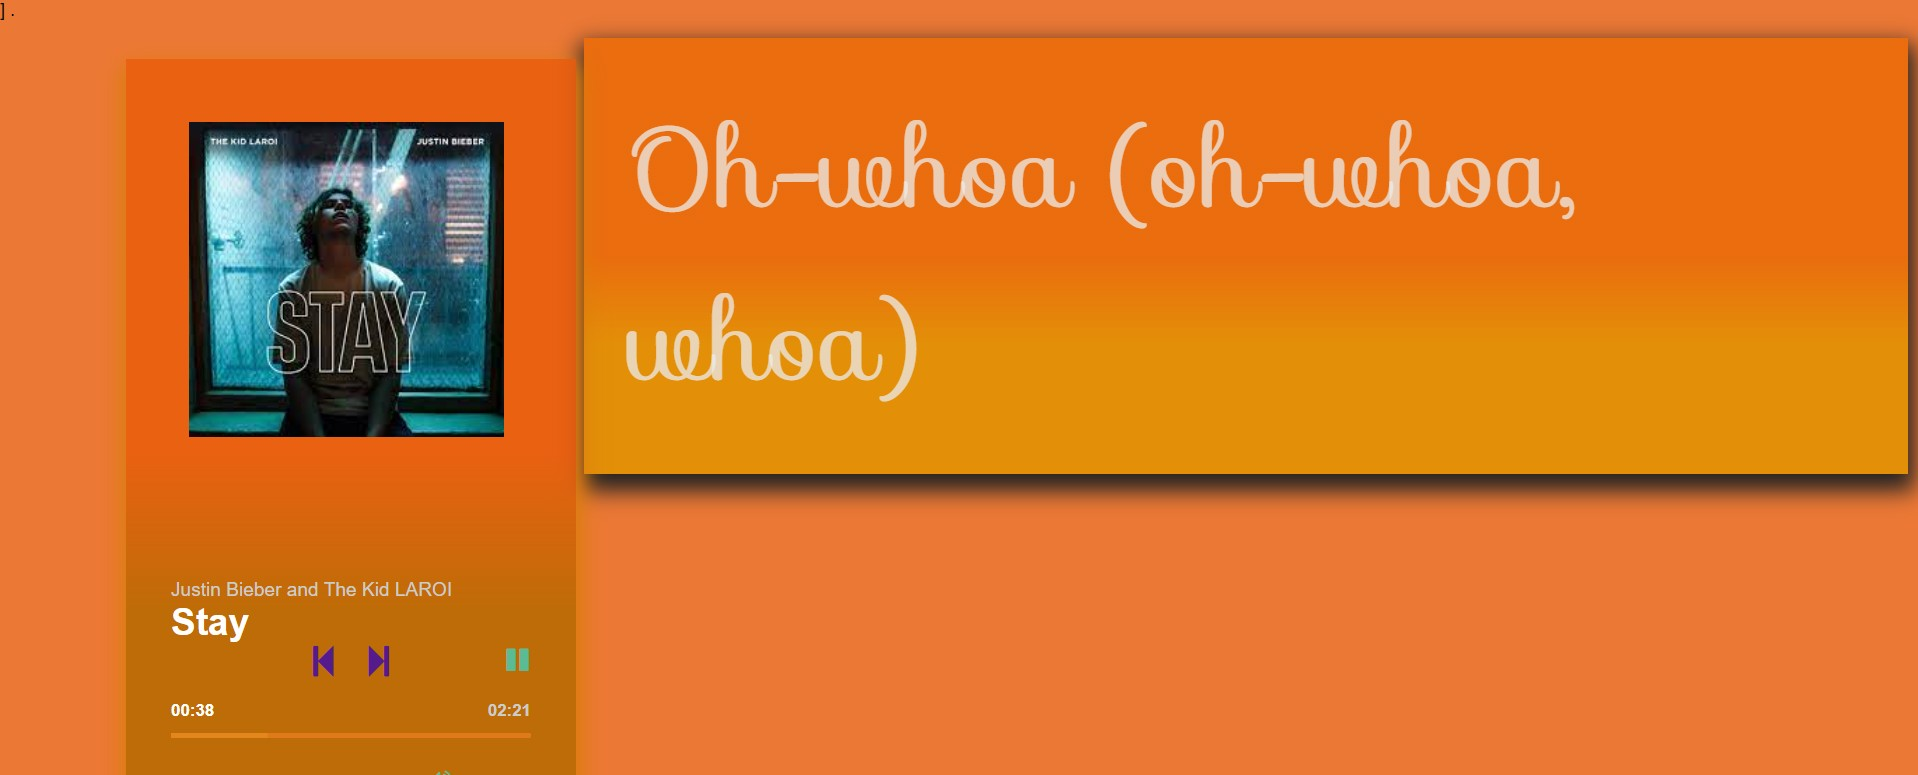 ] .
THE KID LAROI
JUSTIN BIEBER
STAY
Oh-whoa (oh-whoa,
whoa)
Justin Bieber and The Kid LAROI
Stay
00:38
02:21